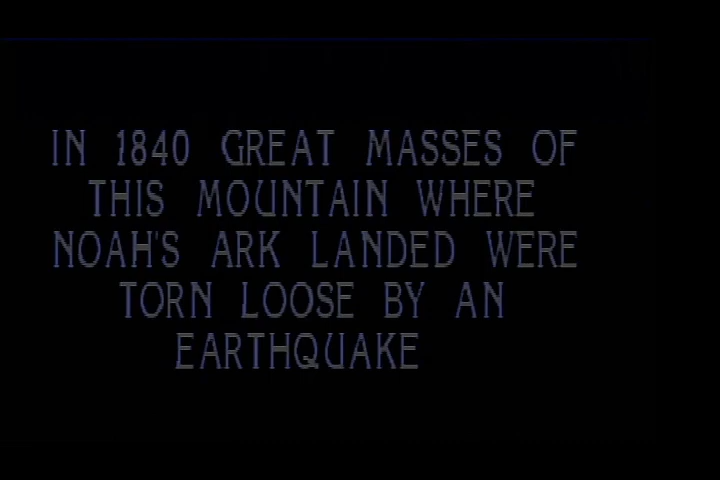 IN 1840 GREAT MASSES OF
THIS MOUNTAIN WHERE
NOAH'S ARK LANDED WERE
TORN LOOSE BY AN
EARTHQUAKE